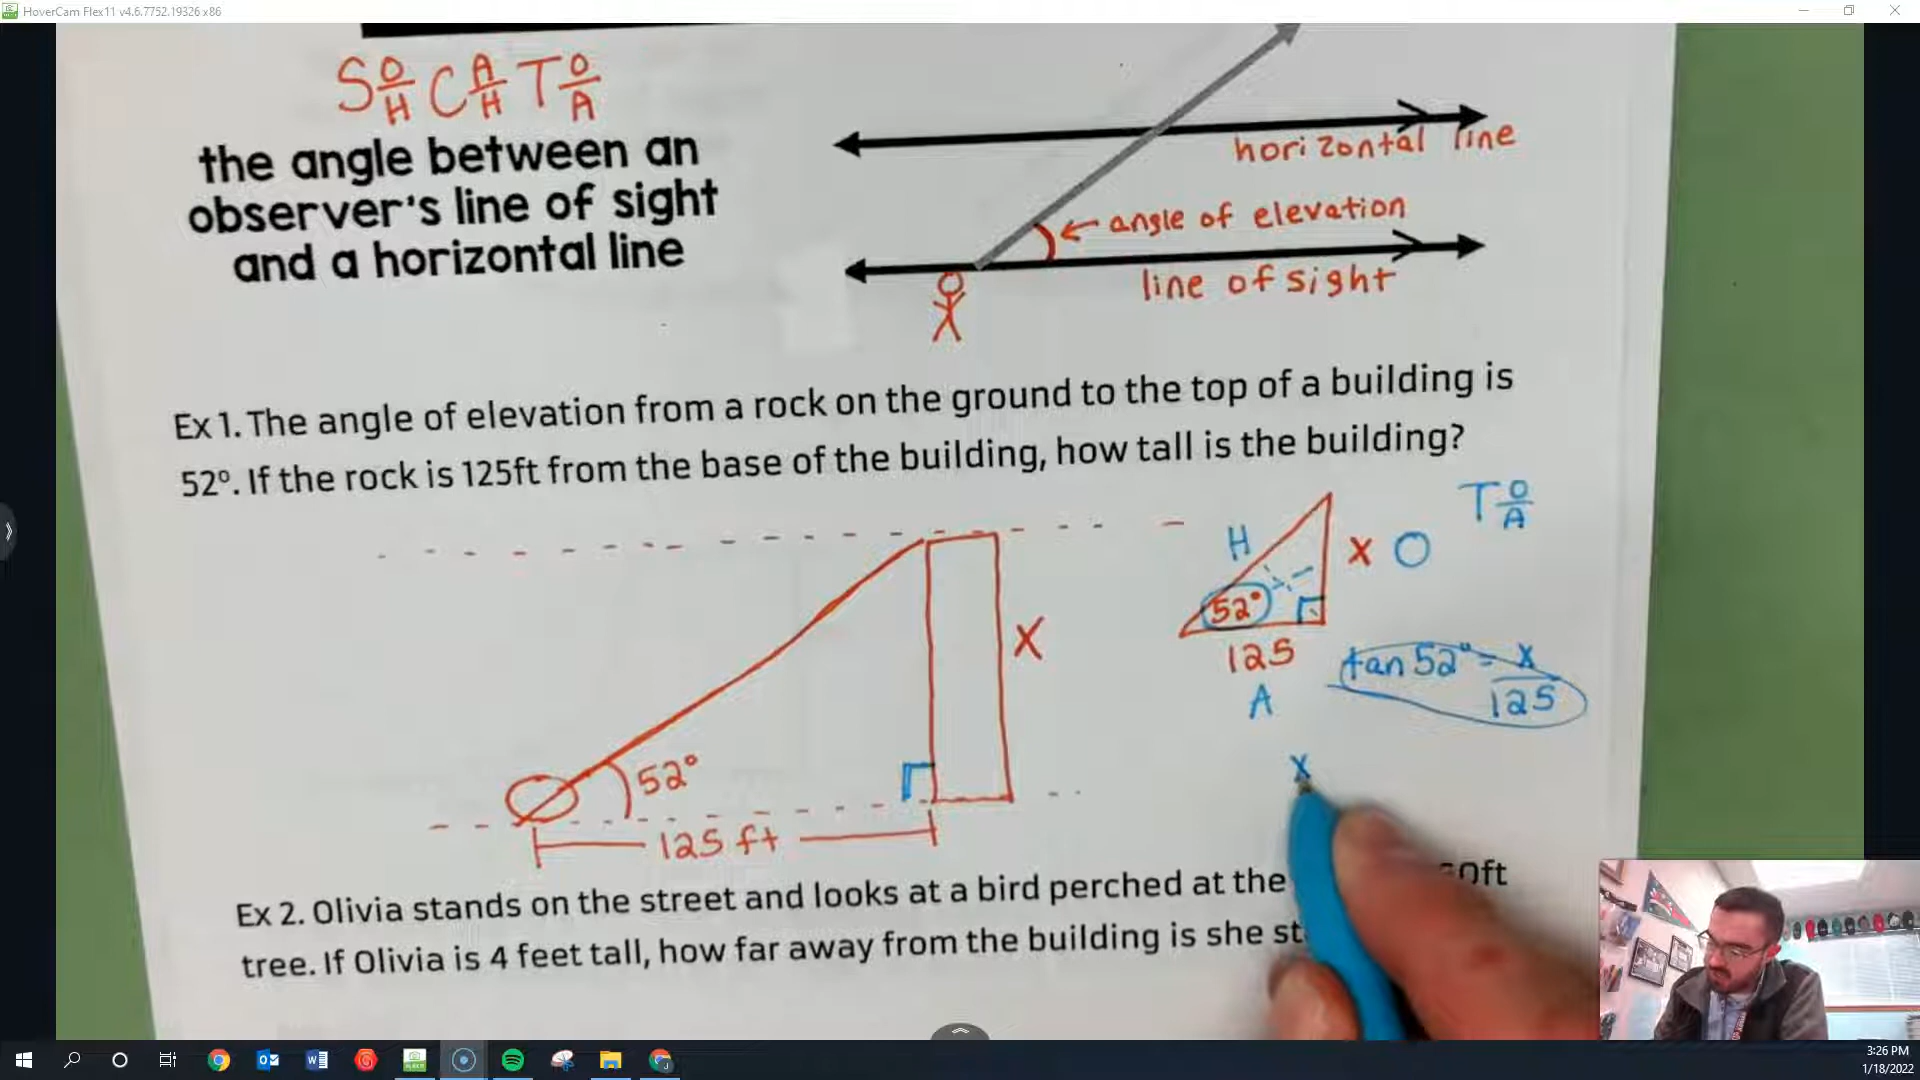 HoverCam Flex11 v4.6.7752.19326 x86
S O/H C A/H T O/A
the angle between an
observer's line of sight
and a horizontal line
horizontal line
←angle of elevation
line of sight
Ex 1. The angle of elevation from a rock on the ground to the top of a building is
52°. If the rock is 125ft from the base of the building, how tall is the building?
T O/A
H
x O
52°
125
A
tan 52° = x/125
x
X
52°
125 ft
Ex 2. Olivia stands on the street and looks at a bird perched at the
ft
tree. If Olivia is 4 feet tall, how far away from the building is she
3:26 PM
1/18/2022